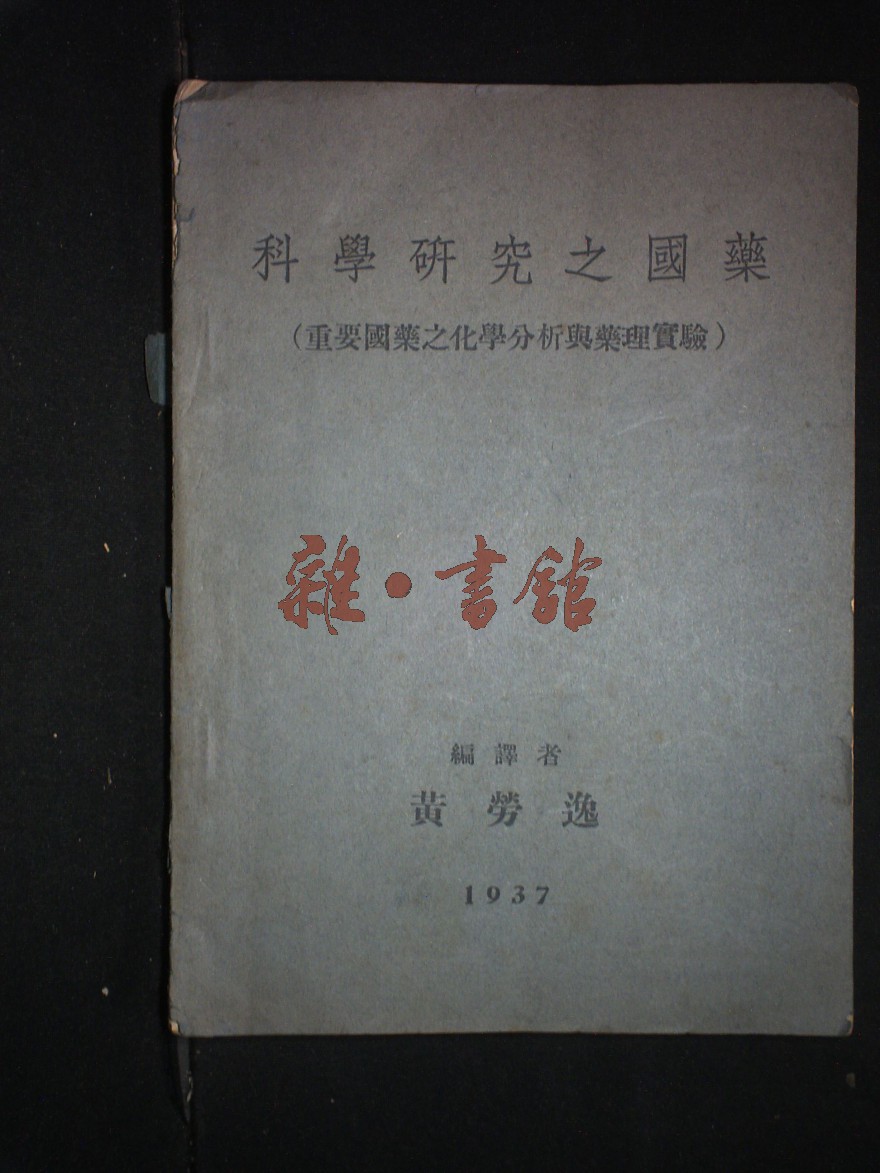 科學研究之國藥
（重要國藥之化學分析與藥理實驗）
雜·書館
編譯者
黃勞逸
1937